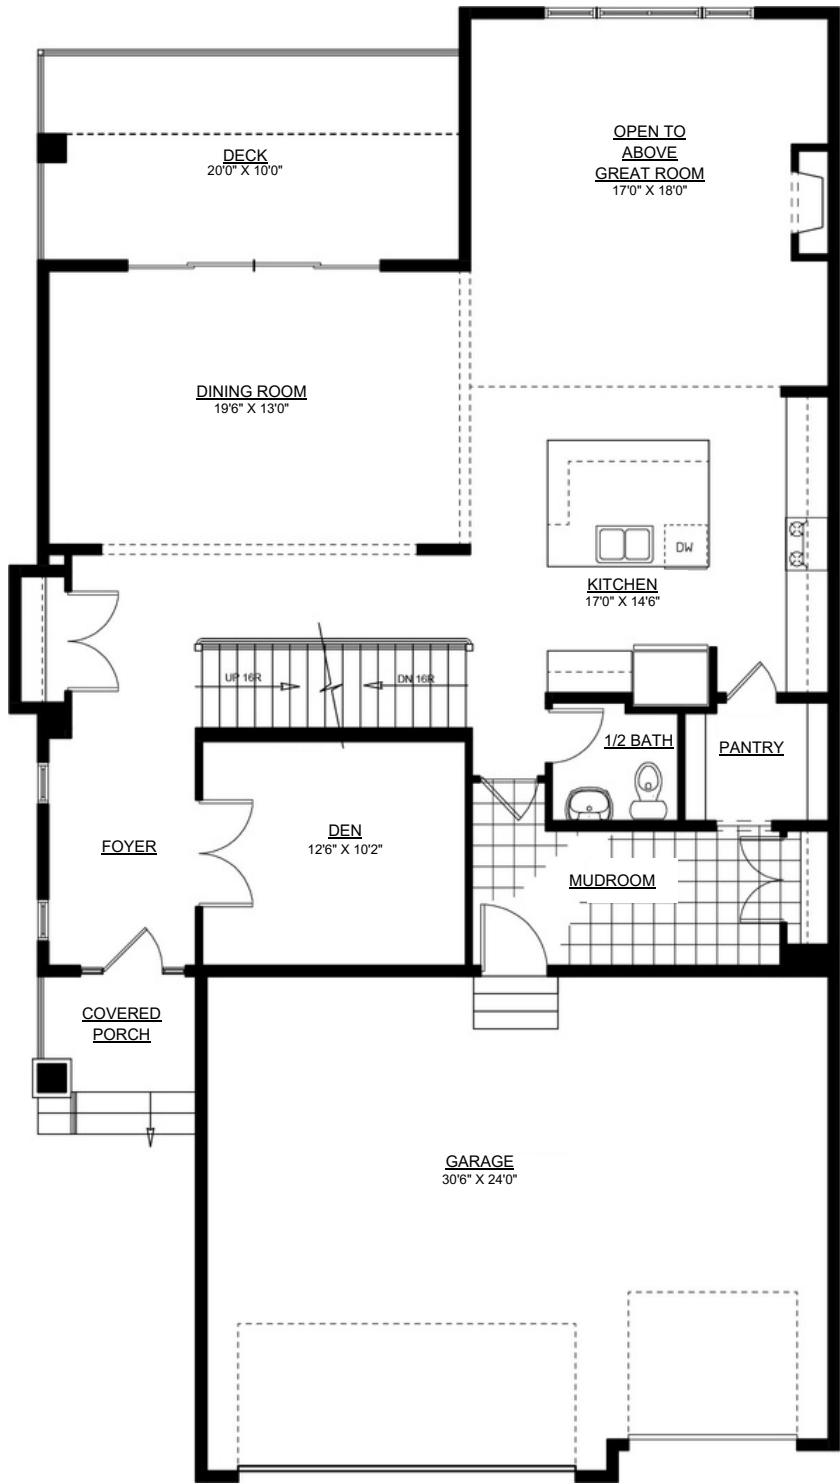 OPEN TO
ABOVE
GREAT ROOM
17'0" X 18'0"
DECK
20'0" X 10'0"
DINING ROOM
19'6" X 13'0"
DW
KITCHEN
17'0" X 14'6"
UP 16R
DN 16R
1/2 BATH
PANTRY
DEN
12'6" X 10'2"
FOYER
MUDROOM
COVERED
PORCH
GARAGE
30'6" X 24'0"